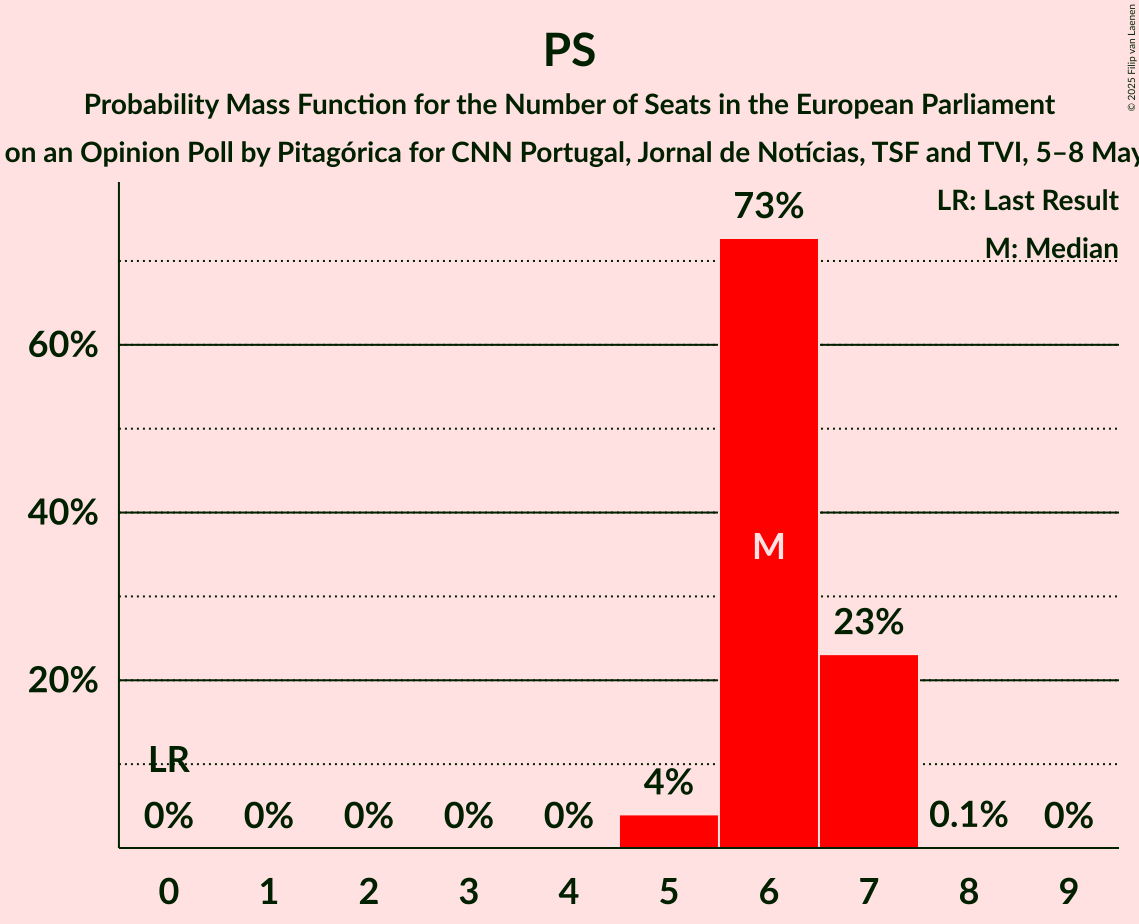 PS
Probability Mass Function for the Number of Seats in the European Parliament
on an Opinion Poll by Pitagórica for CNN Portugal, Jornal de Notícias, TSF and TVI, 5–8 May
© 2025 Filip van Laenen
LR: Last Result
M: Median
73%
60%
40%
M
23%
20%
LR
4%
0% 0% 0% 0% 0% 0.1% 0%
0 1 2 3 4 5 6 7 8 9